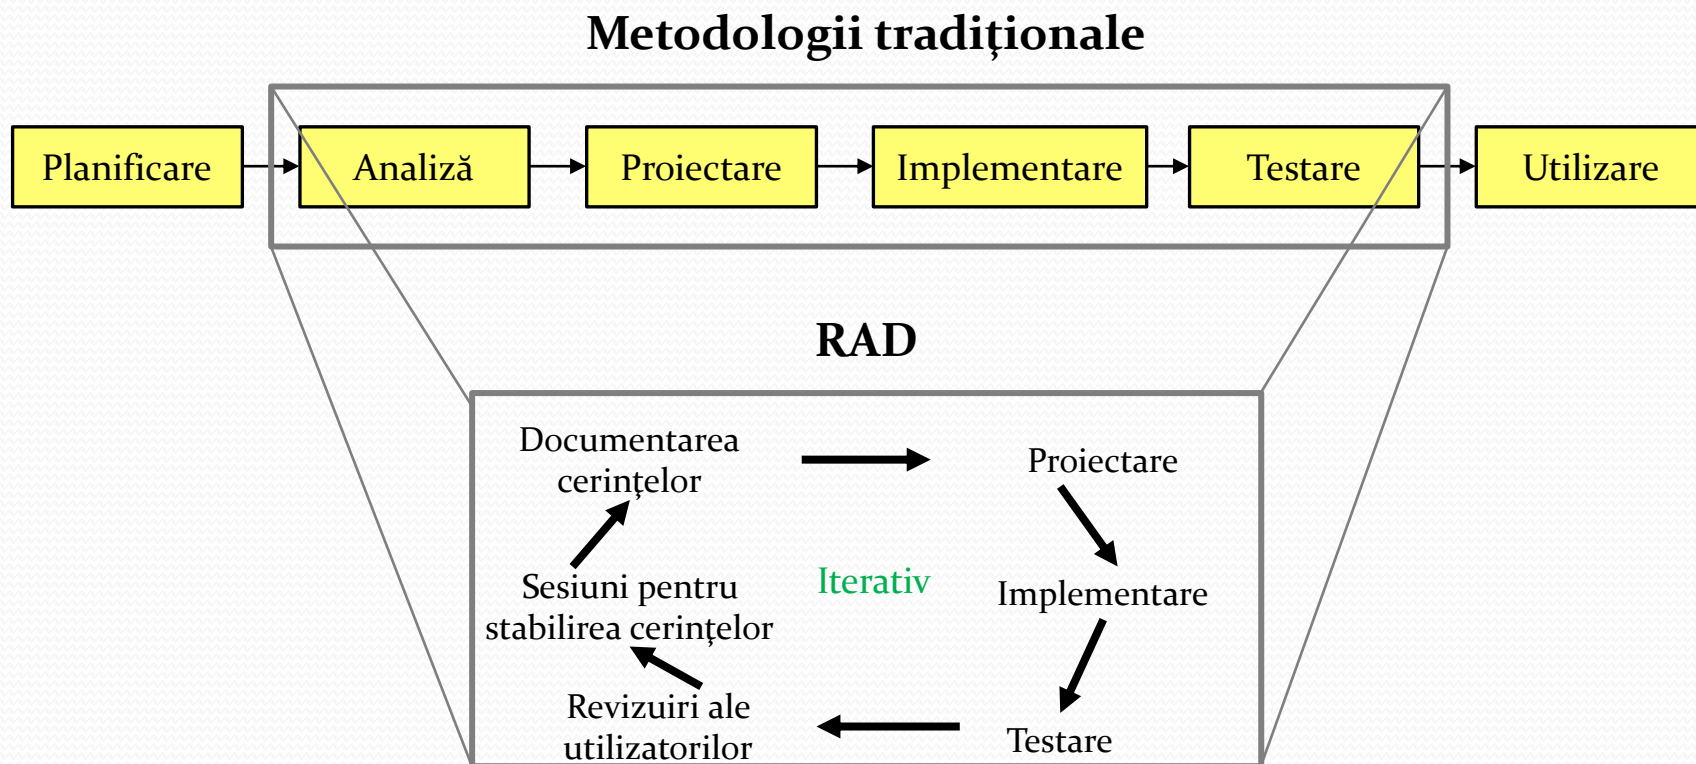 Metodologii tradiționale
Planificare
Analiză
Proiectare
Implementare
Testare
Utilizare
RAD
Documentarea
cerințelor
Proiectare
Sesiuni pentru
stabilirea cerințelor
Iterativ
Implementare
Revizuiri ale
utilizatorilor
Testare